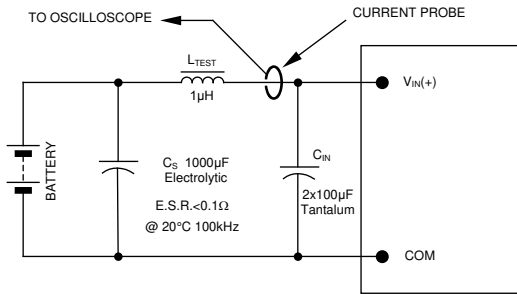 TO OSCILLOSCOPE
CURRENT PROBE
LTEST
1µH
VIN(+)
BATTERY
CS 1000µF
Electrolytic
E.S.R.<0.1Ω
@ 20°C 100kHz
CIN
2x100µF
Tantalum
COM